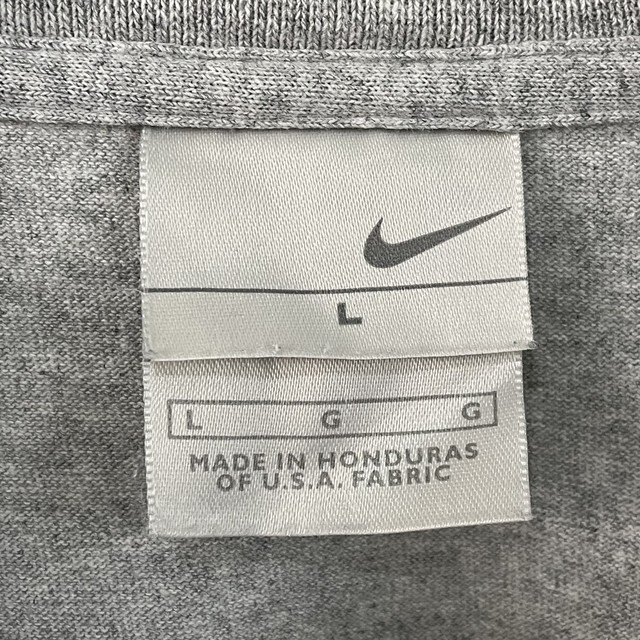 L
L G G
MADE IN HONDURAS
OF U.S.A. FABRIC